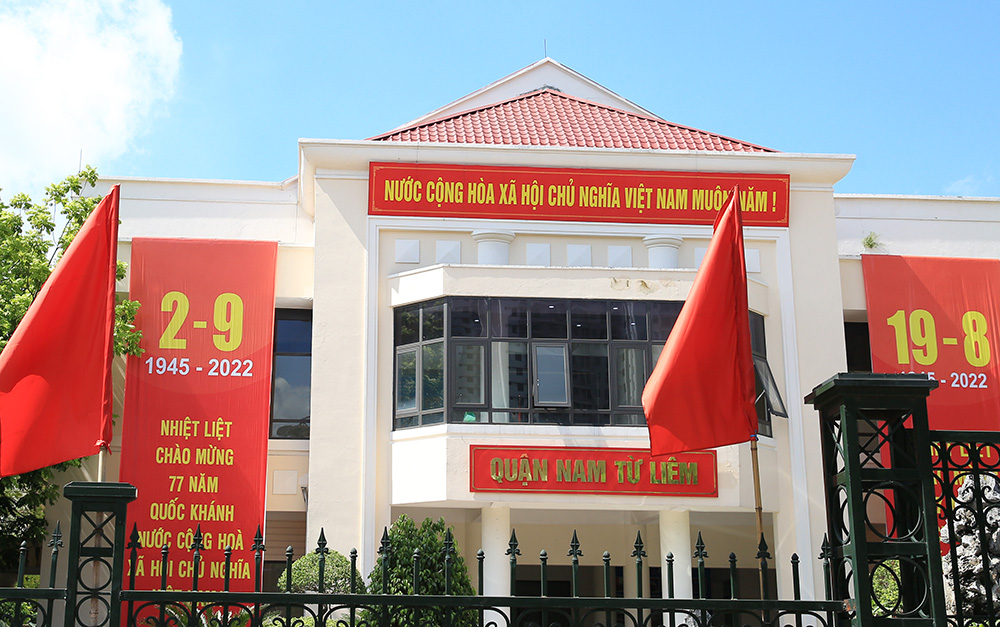 NƯỚC CỘNG HÒA XÃ HỘI CHỦ NGHĨA VIỆT NAM MUÔN NĂM !
2-9
1945 - 2022
NHIỆT LIỆT
CHÀO MỪNG
77 NĂM
QUỐC KHÁNH
NƯỚC CỘNG HOÀ
XÃ HỘI CHỦ NGHĨA
QUẬN NAM TỪ LIÊM
19-8
- 2022